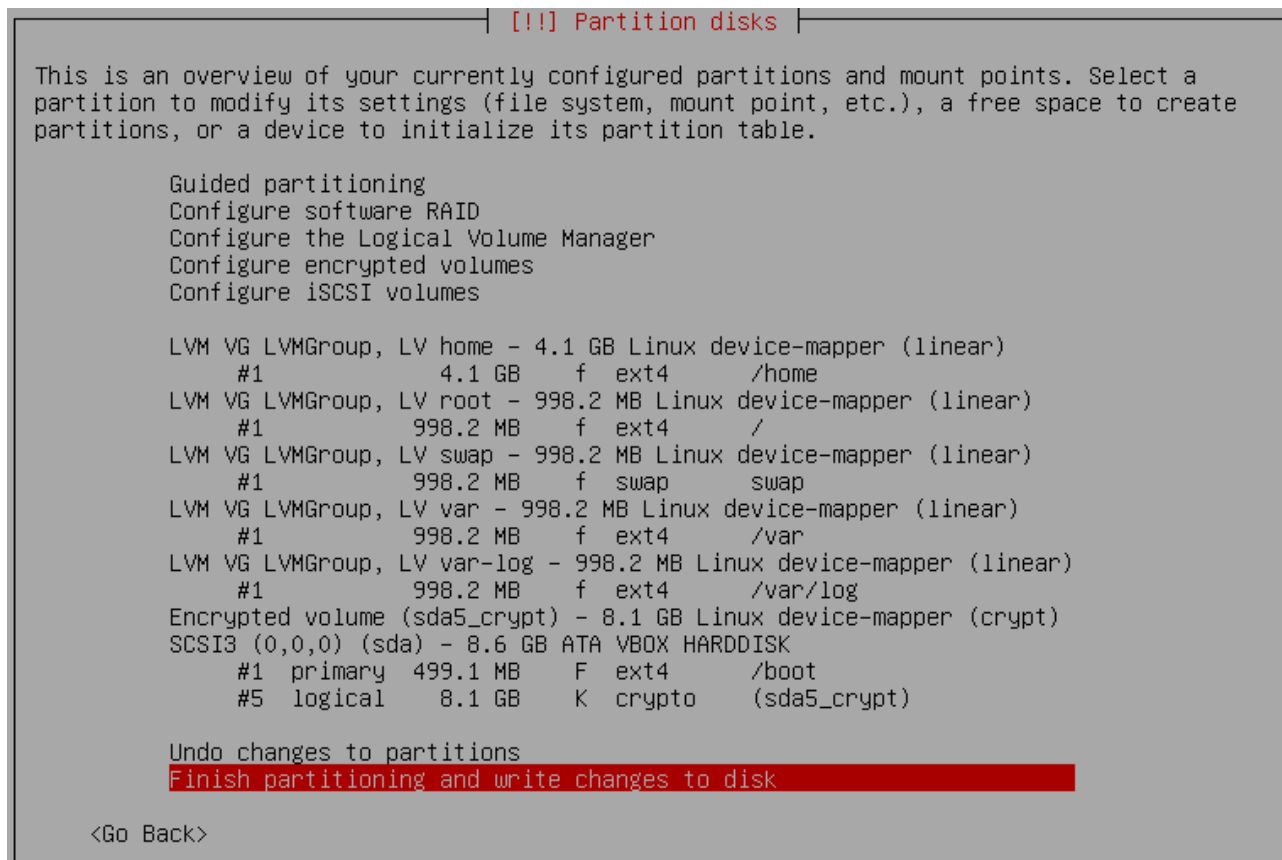 [!!] Partition disks
This is an overview of your currently configured partitions and mount points. Select a
partition to modify its settings (file system, mount point, etc.), a free space to create
partitions, or a device to initialize its partition table.
Guided partitioning
Configure software RAID
Configure the Logical Volume Manager
Configure encrypted volumes
Configure iSCSI volumes
LVM VG LVMGroup, LV home - 4.1 GB Linux device-mapper (linear)
#1 4.1 GB f ext4 /home
LVM VG LVMGroup, LV root - 998.2 MB Linux device-mapper (linear)
#1 998.2 MB f ext4 /
LVM VG LVMGroup, LV swap - 998.2 MB Linux device-mapper (linear)
#1 998.2 MB f swap swap
LVM VG LVMGroup, LV var - 998.2 MB Linux device-mapper (linear)
#1 998.2 MB f ext4 /var
LVM VG LVMGroup, LV var-log - 998.2 MB Linux device-mapper (linear)
#1 998.2 MB f ext4 /var/log
Encrypted volume (sda5_crypt) - 8.1 GB Linux device-mapper (crypt)
SCSI3 (0,0,0) (sda) - 8.6 GB ATA VBOX HARDDISK
#1 primary 499.1 MB F ext4 /boot
#5 logical 8.1 GB K crypto (sda5_crypt)
Undo changes to partitions
Finish partitioning and write changes to disk
<Go Back>